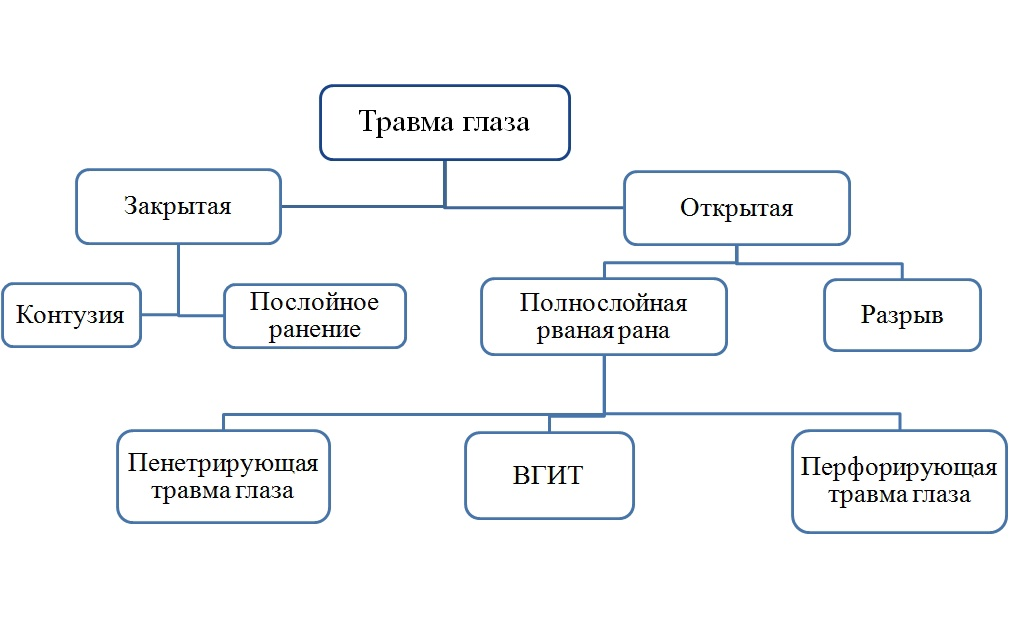 Травма глаза
Закрытая
Открытая
Контузия
Послойное
ранение
Полнослойная
рваная рана
Разрыв
Пенетрирующая
травма глаза
ВГИТ
Перфорирующая
травма глаза